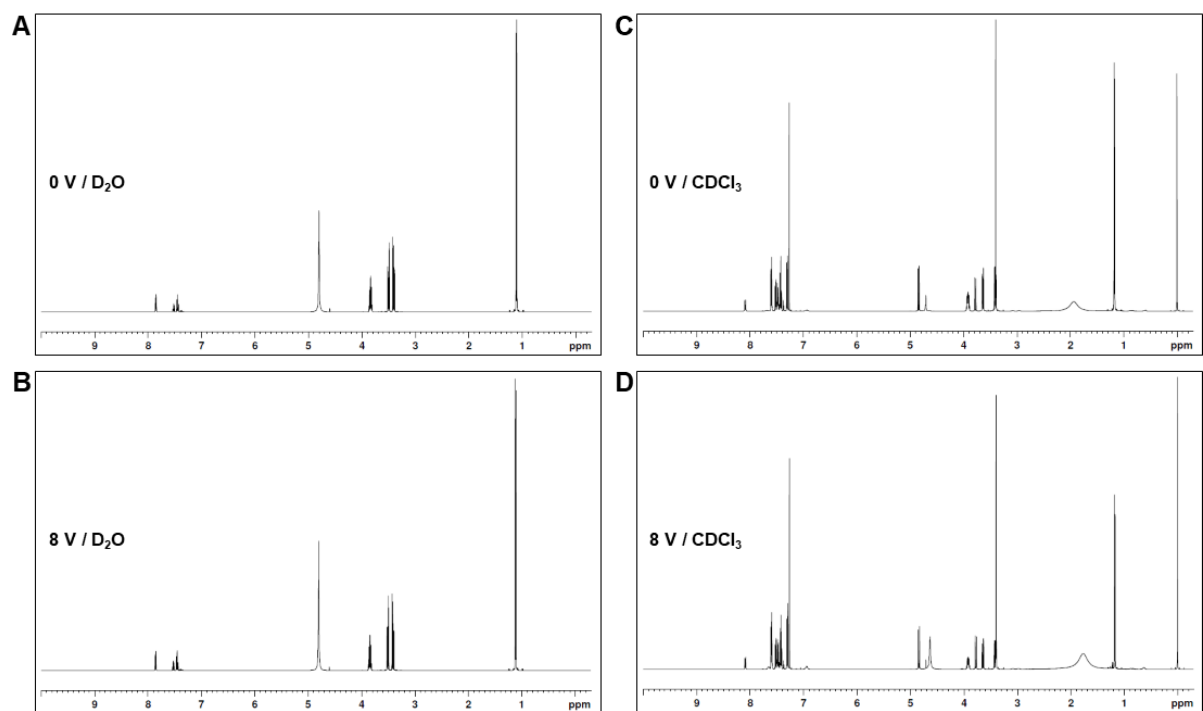 A
0 V / D₂O
9 8 7 6 5 4 3 2 1 ppm
B
8 V / D₂O
9 8 7 6 5 4 3 2 1 ppm
C
0 V / CDCl₃
9 8 7 6 5 4 3 2 1 ppm
D
8 V / CDCl₃
9 8 7 6 5 4 3 2 1 ppm